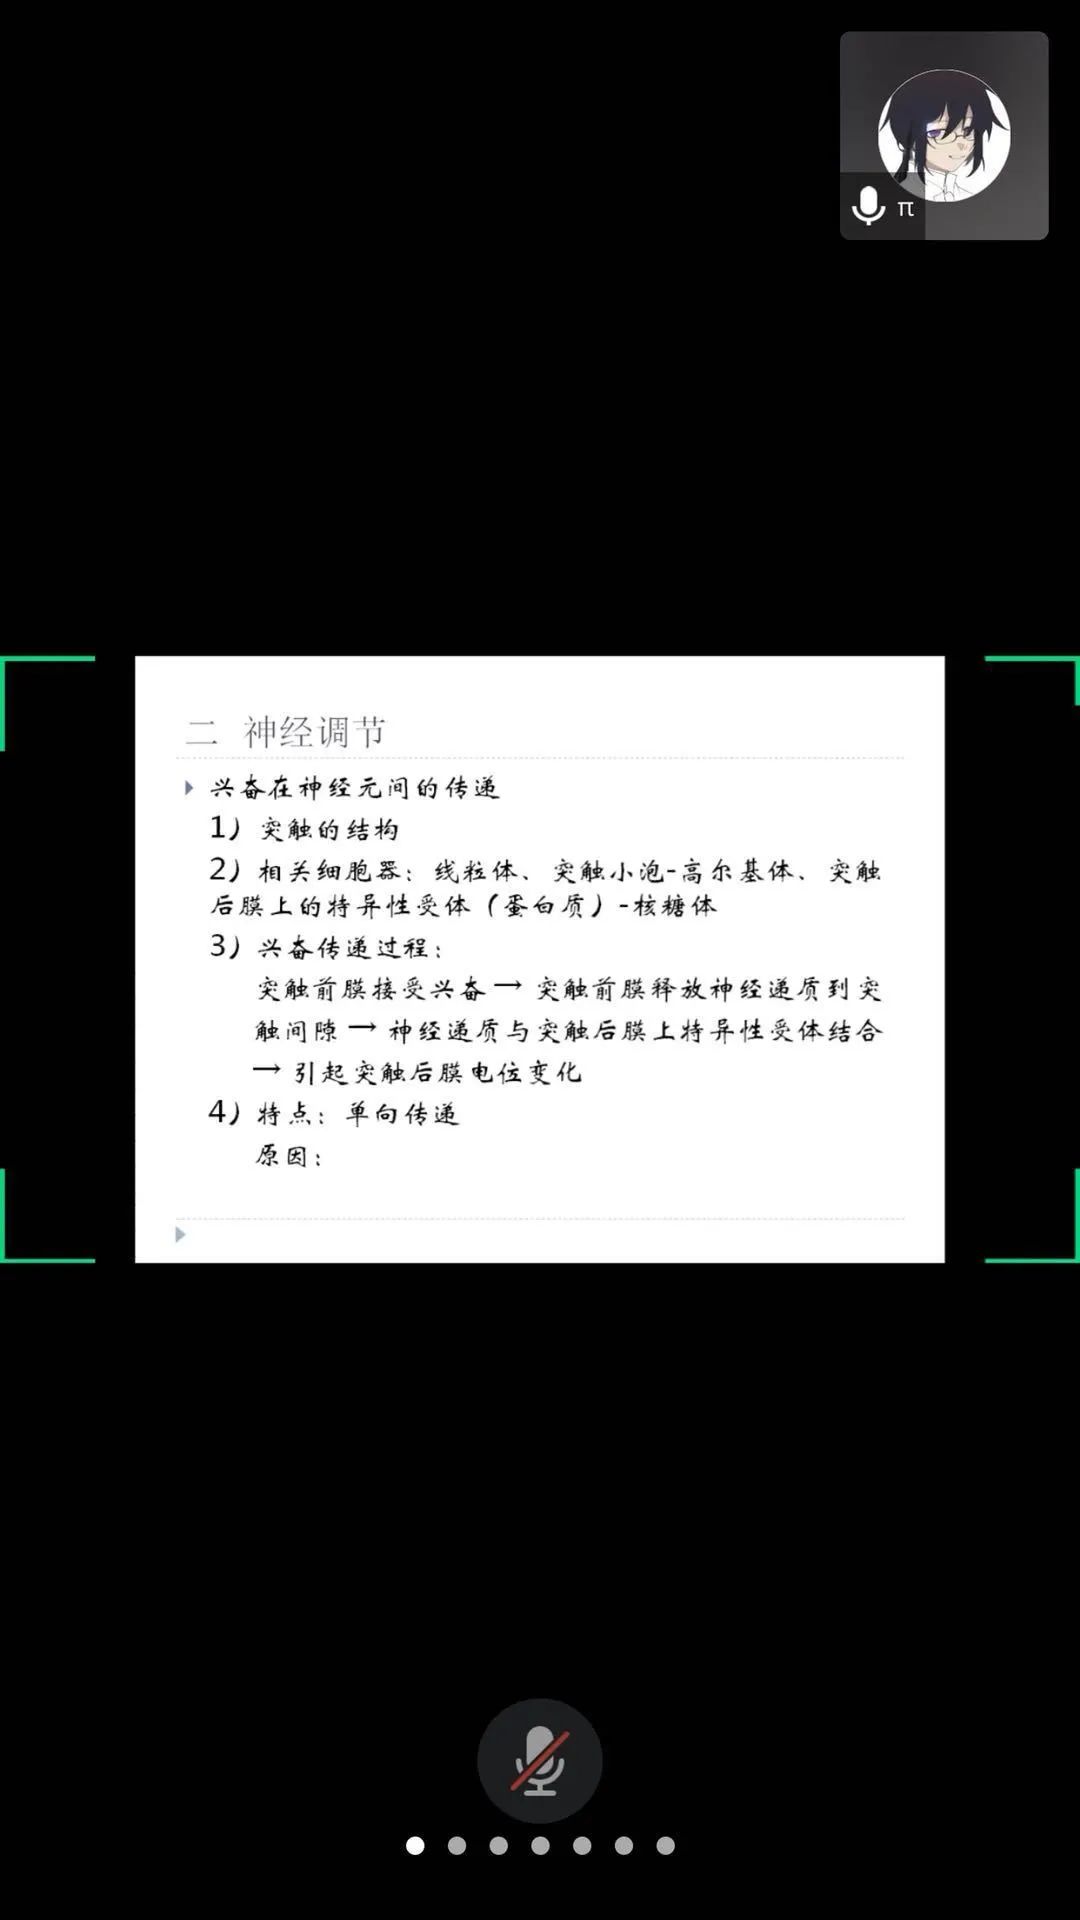 π
二 神经调节
兴奋在神经元间的传递
1）突触的结构
2）相关细胞器：线粒体、突触小泡-高尔基体、突触
后膜上的特异性受体（蛋白质）-核糖体
3）兴奋传递过程：
突触前膜接受兴奋→ 突触前膜释放神经递质到突
触间隙→ 神经递质与突触后膜上特异性受体结合
→ 引起突触后膜电位变化
4）特点：单向传递
原因：